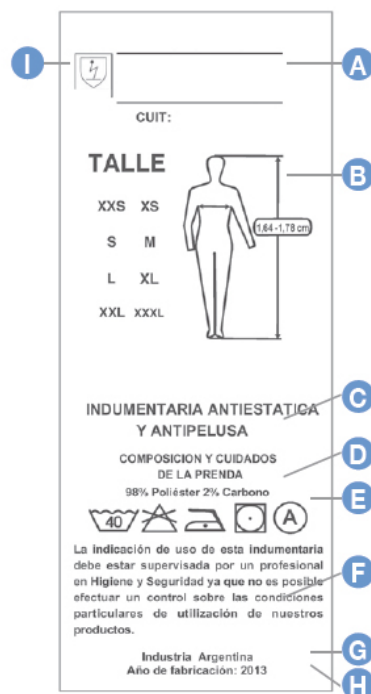 I
A
CUIT:
TALLE
B
XXS XS
1,64 -1,78 cm
S M
L XL
XXL XXXL
C
INDUMENTARIA ANTIESTATICA
Y ANTIPELUSA
D
COMPOSICION Y CUIDADOS
DE LA PRENDA
98% Poliéster 2% Carbono
E
40
A
La indicación de uso de esta indumentaria
debe estar supervisada por un profesional
en Higiene y Seguridad ya que no es posible
F
efectuar un control sobre las condiciones
particulares de utilización de nuestros
productos.
G
Industria Argentina
Año de fabricación: 2013
H